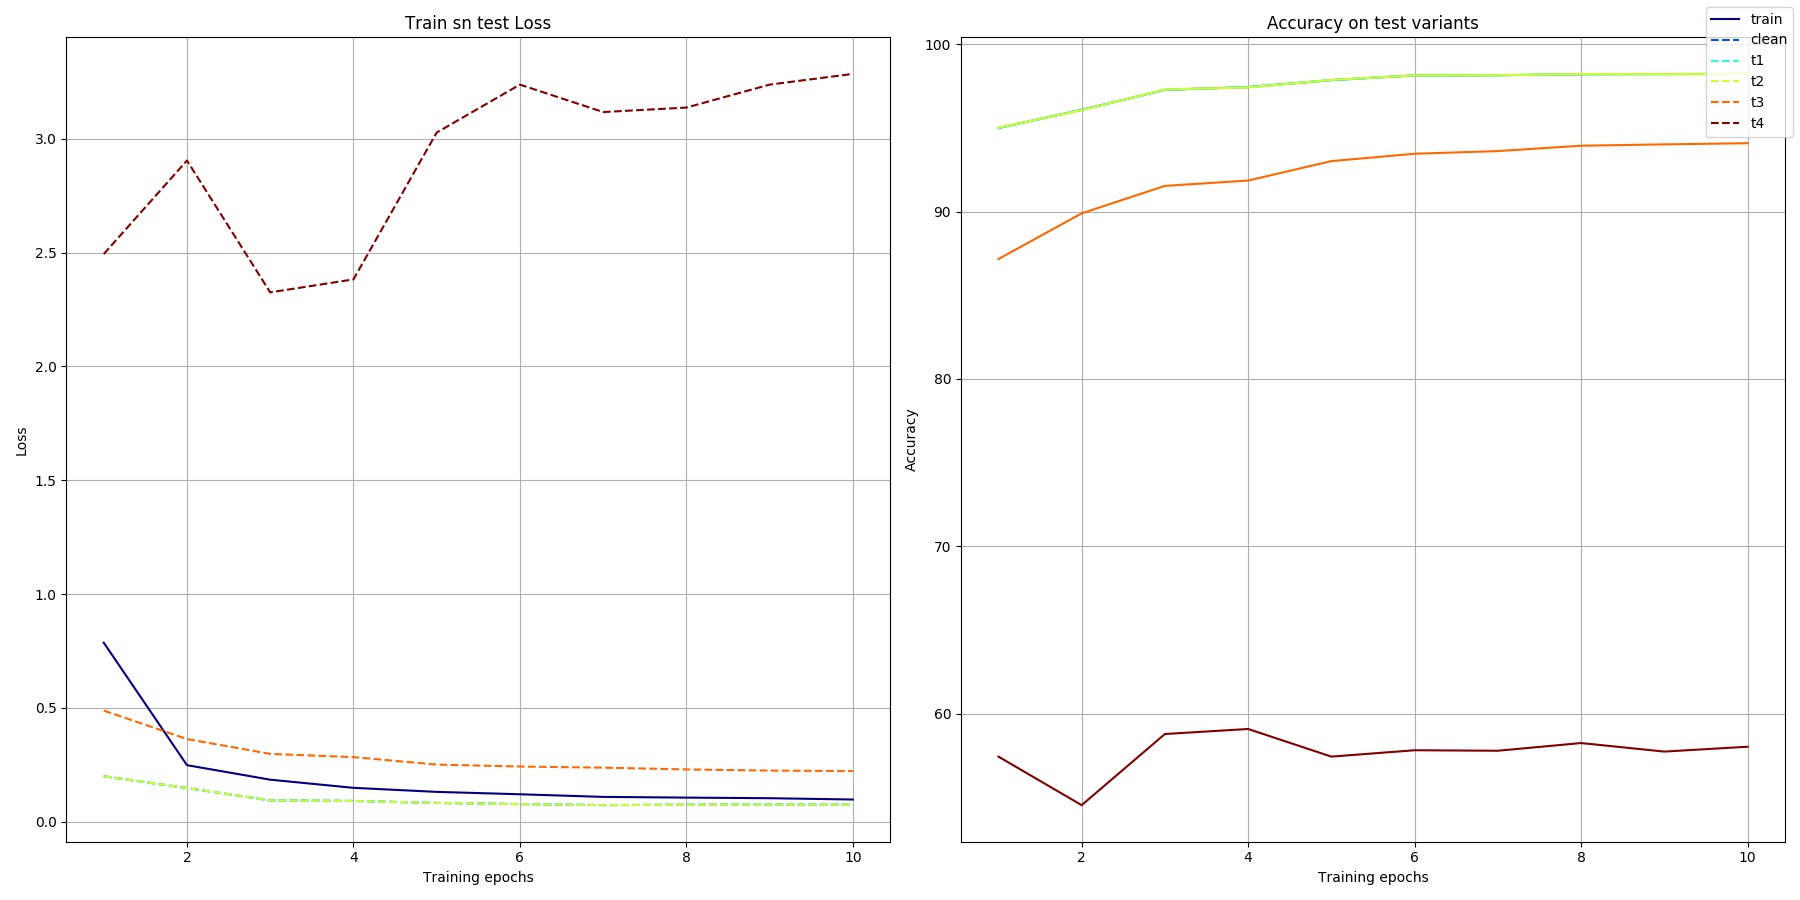 Train sn test Loss
3.0
2.5
2.0
1.5
1.0
0.5
0.0
Loss
2 4 6 8 10
Training epochs
Accuracy on test variants
100
90
80
70
60
Accuracy
2 4 6 8 10
Training epochs
train
clean
t1
t2
t3
t4